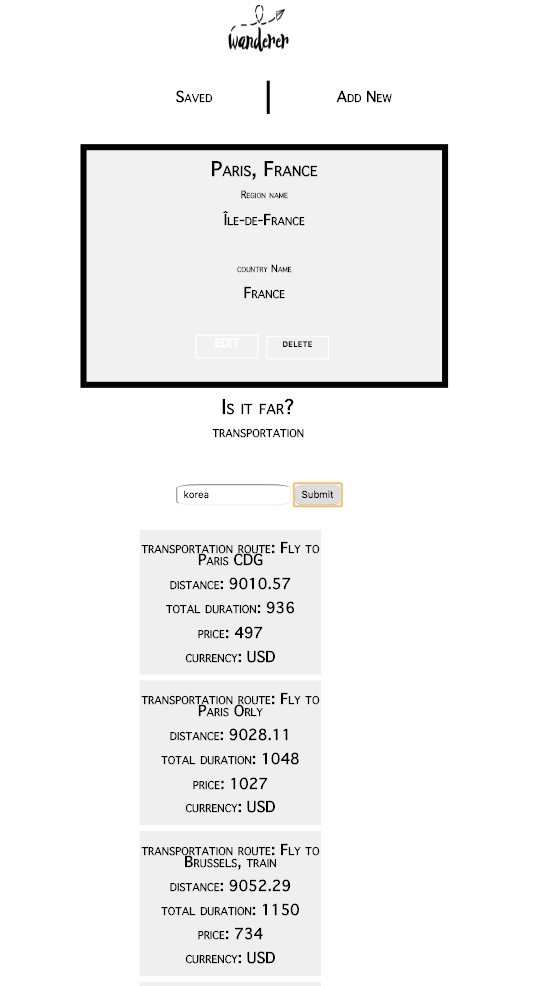 wanderer
Saved
Add New
Paris, France
Region name
Île-de-France
country Name
France
EDIT
DELETE
Is it far?
transportation
korea
Submit
transportation route: Fly to
Paris CDG
distance: 9010.57
total duration: 936
price: 497
currency: USD
transportation route: Fly to
Paris Orly
distance: 9028.11
total duration: 1048
price: 1027
currency: USD
transportation route: Fly to
Brussels, train
distance: 9052.29
total duration: 1150
price: 734
currency: USD